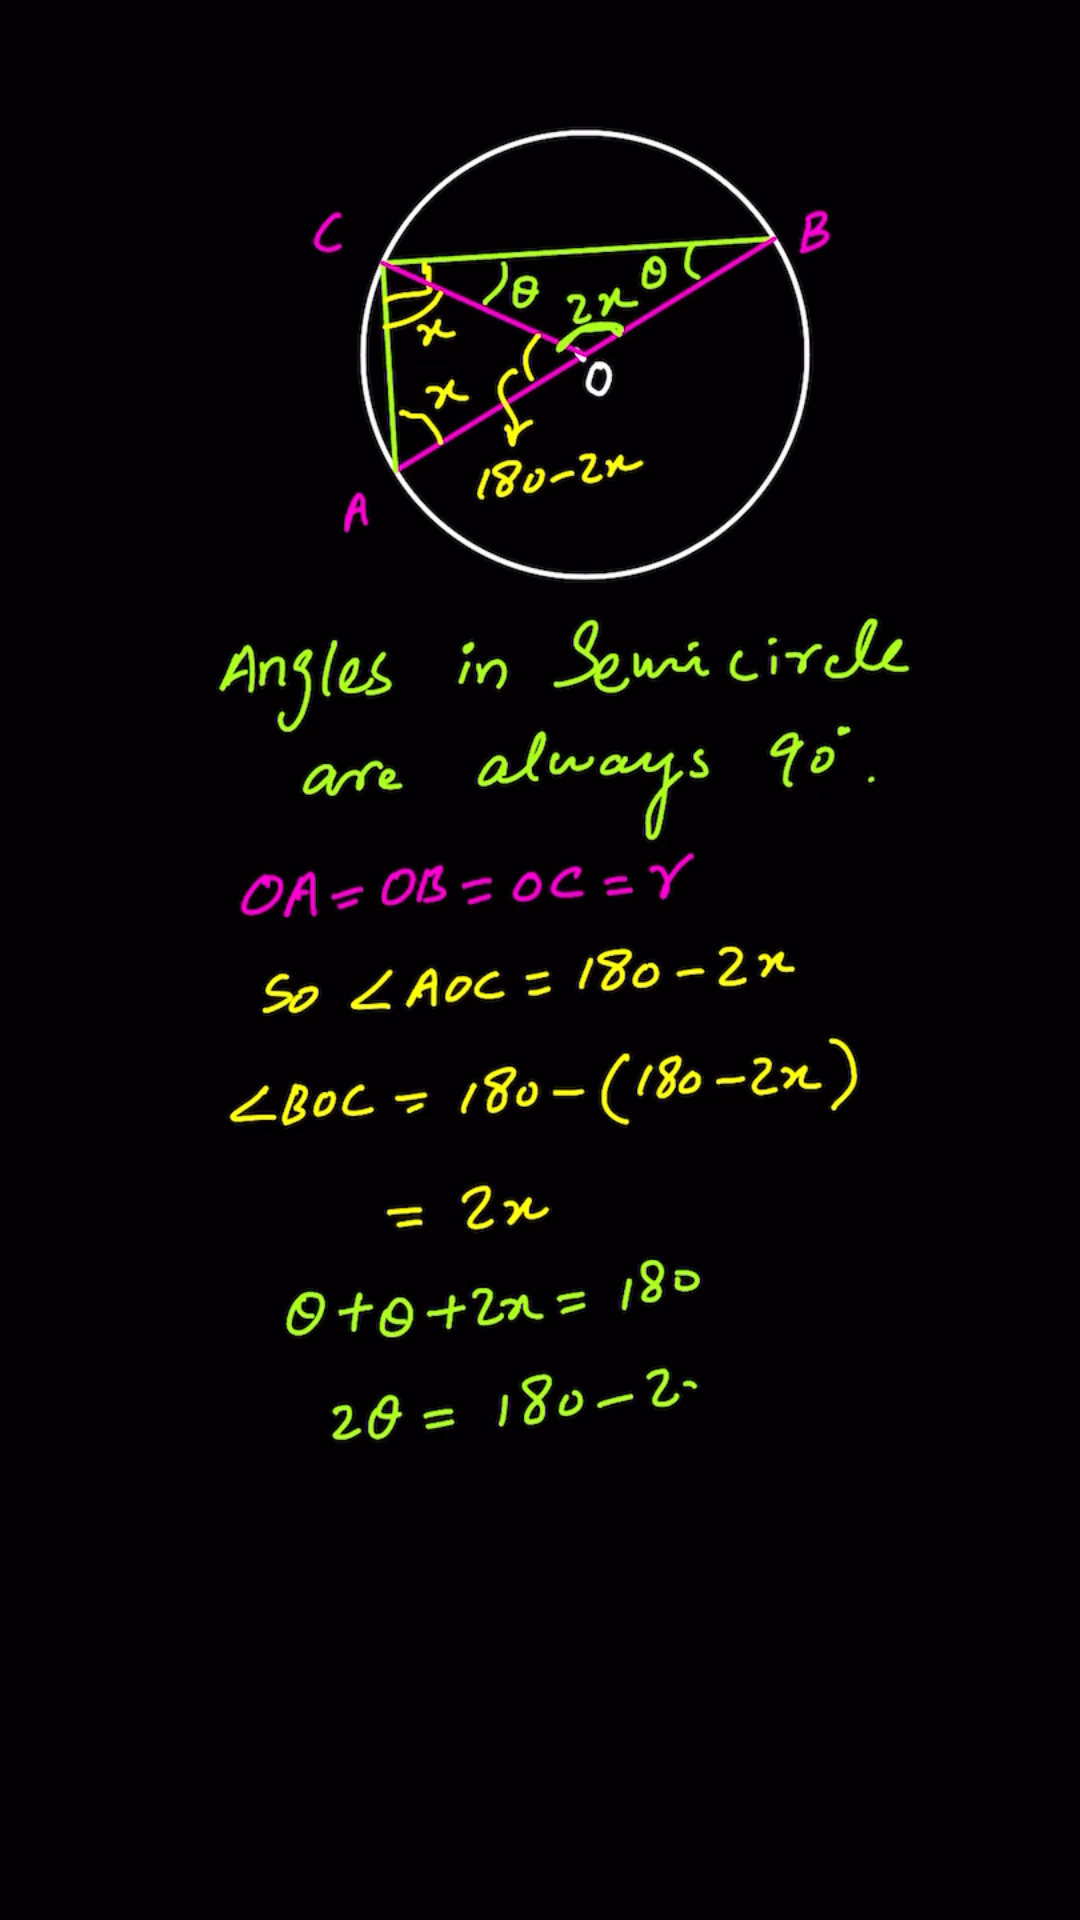 C
B
θ
θ
2x
x
O
x
180-2x
A
Angles in Semicircle
are always 90°.
OA = OB = OC = r
So ∠AOC = 180 - 2x
∠BOC = 180 - (180 - 2x)
= 2x
θ + θ + 2x = 180
2θ = 180 - 2